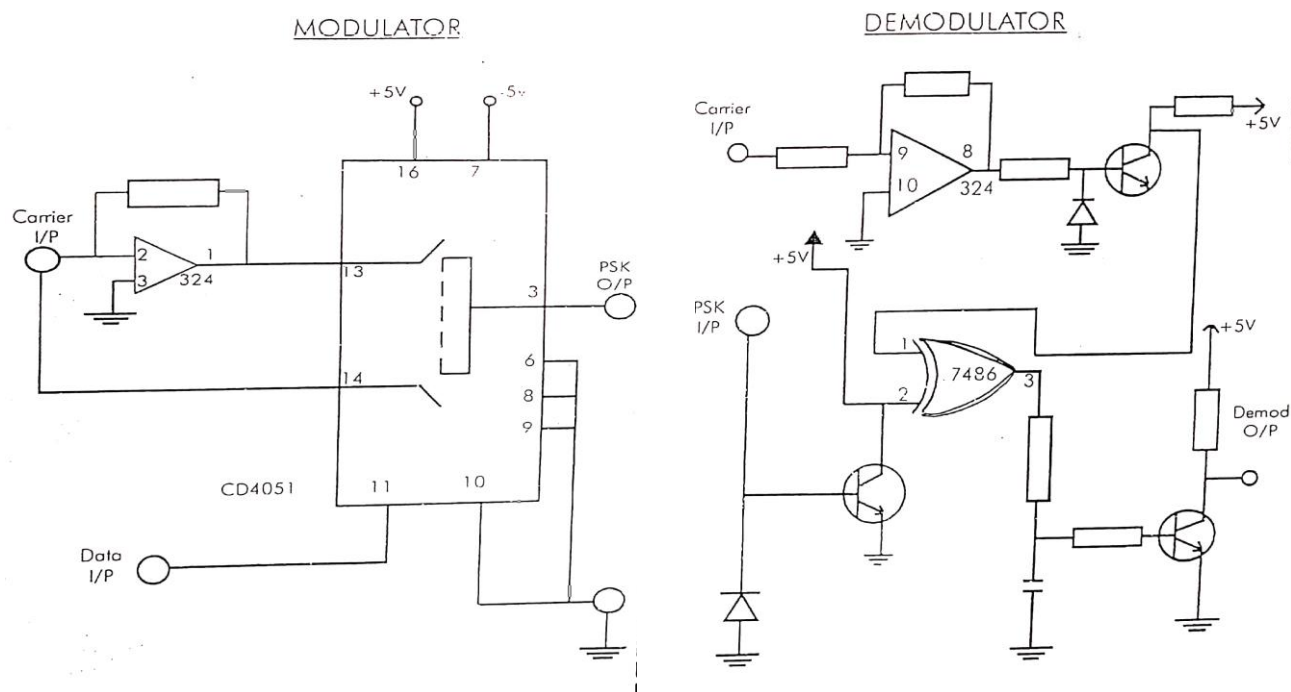 MODULATOR
+5V
-5v
16
7
Carrier
I/P
2
3
1
324
13
14
3
6
8
9
PSK
O/P
CD4051
11
10
Data
I/P
DEMODULATOR
Carrier
I/P
9
10
8
324
+5V
+5V
PSK
I/P
1
2
7486
3
+5V
Demod
O/P